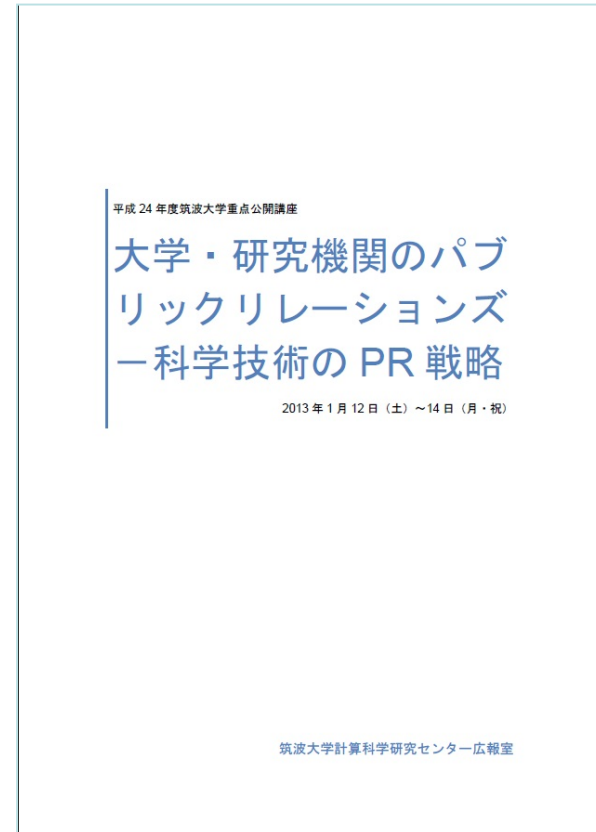 平成 24 年度筑波大学重点公開講座
大学・研究機関のパブ
リックリレーションズ
－科学技術の PR 戦略
2013 年 1 月 12 日（土）～14 日（月・祝）
筑波大学計算科学研究センター広報室